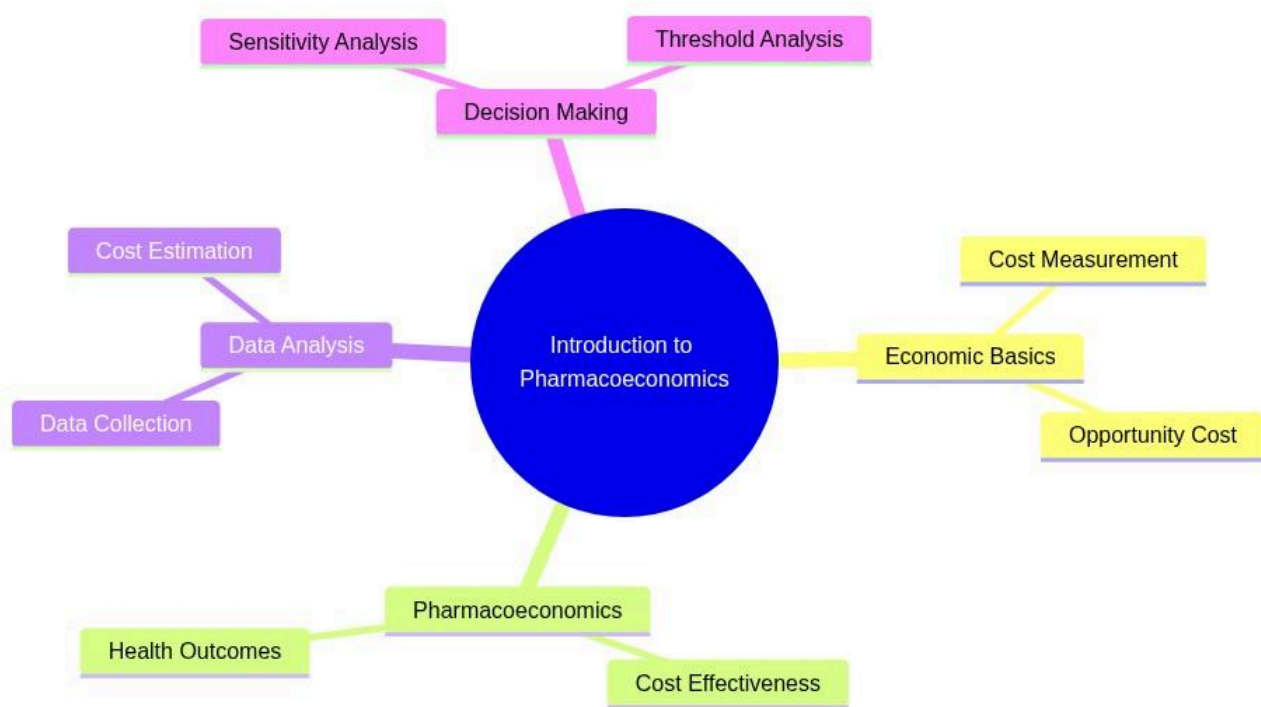 Sensitivity Analysis
Threshold Analysis
Decision Making
Cost Estimation
Cost Measurement
Data Analysis
Introduction to
Pharmacoeconomics
Economic Basics
Data Collection
Opportunity Cost
Pharmacoeconomics
Health Outcomes
Cost Effectiveness